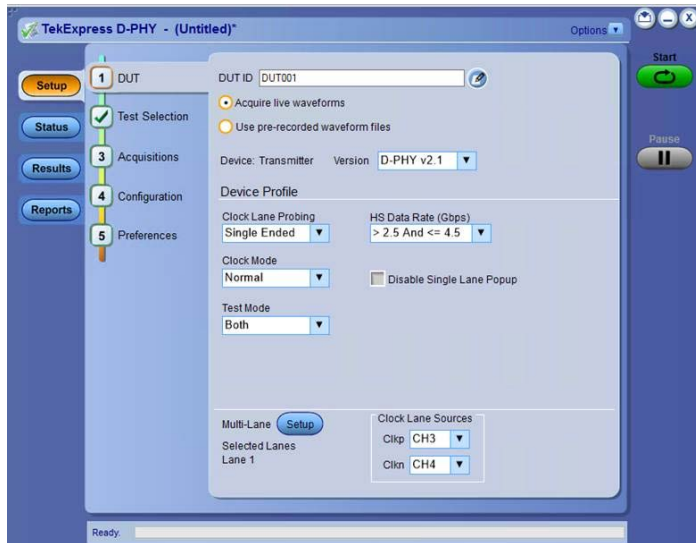 TekExpress D-PHY - (Untitled)*
Options
Start
Setup
Status
Results
Reports
1 DUT
Test Selection
3 Acquisitions
4 Configuration
5 Preferences
DUT ID DUT001
Acquire live waveforms
Use pre-recorded waveform files
Device: Transmitter Version D-PHY v2.1
Pause
Device Profile
Clock Lane Probing HS Data Rate (Gbps)
Single Ended > 2.5 And <= 4.5
Clock Mode
Normal Disable Single Lane Popup
Test Mode
Both
Multi-Lane Setup
Selected Lanes
Lane 1
Clock Lane Sources
Clkp CH3
Clkn CH4
Ready.